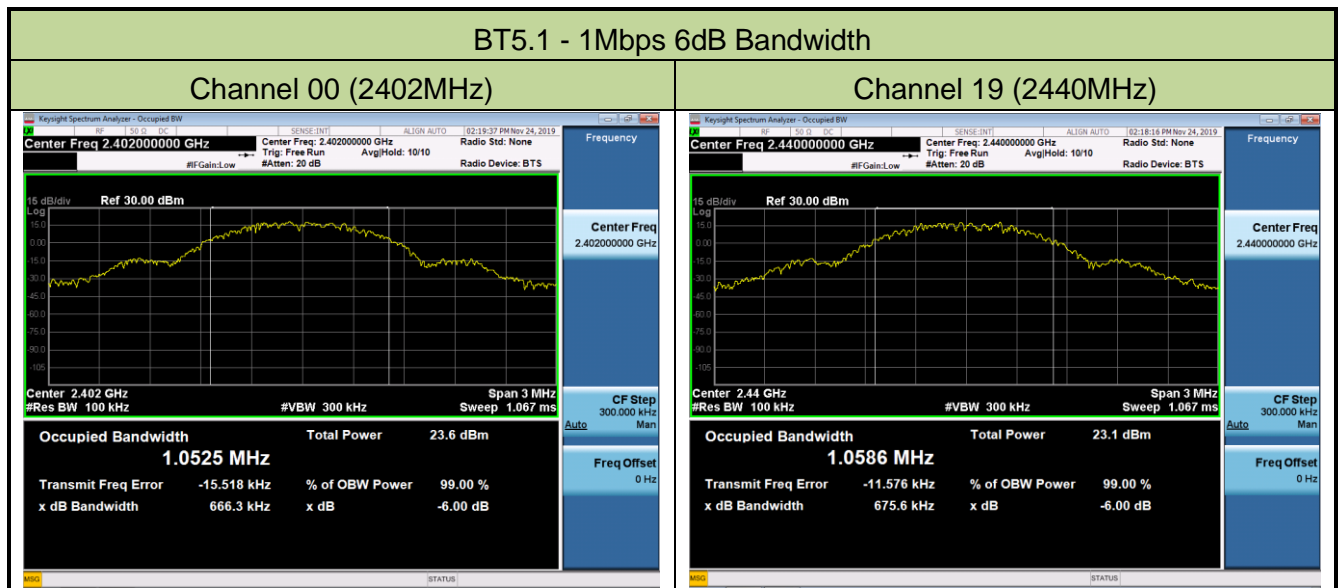 BT5.1 - 1Mbps 6dB Bandwidth
Channel 00 (2402MHz)
Channel 19 (2440MHz)
Keysight Spectrum Analyzer - Occupied BW
RF 50 Ω DC SENSE:INT ALIGN AUTO 02:19:37 PM Nov 24, 2019
Center Freq 2.402000000 GHz
Center Freq: 2.402000000 GHz
Radio Std: None
Trig: Free Run Avg|Hold: 10/10
#IFGain:Low #Atten: 20 dB Radio Device: BTS
15 dB/div Ref 30.00 dBm
Log
15.0
0.00
-15.0
-30.0
-45.0
-60.0
-75.0
-90.0
-105
Center 2.402 GHz Span 3 MHz
#Res BW 100 kHz #VBW 300 kHz Sweep 1.067 ms
Occupied Bandwidth Total Power 23.6 dBm
1.0525 MHz
Transmit Freq Error -15.518 kHz % of OBW Power 99.00 %
x dB Bandwidth 666.3 kHz x dB -6.00 dB
MSG STATUS
Frequency
Center Freq
2.402000000 GHz
CF Step
300.000 kHz
Auto Man
Freq Offset
0 Hz
Keysight Spectrum Analyzer - Occupied BW
RF 50 Ω DC SENSE:INT ALIGN AUTO 02:18:16 PM Nov 24, 2019
Center Freq 2.440000000 GHz
Center Freq: 2.440000000 GHz
Radio Std: None
Trig: Free Run Avg|Hold: 10/10
#IFGain:Low #Atten: 20 dB Radio Device: BTS
15 dB/div Ref 30.00 dBm
Log
15.0
0.00
-15.0
-30.0
-45.0
-60.0
-75.0
-90.0
-105
Center 2.44 GHz Span 3 MHz
#Res BW 100 kHz #VBW 300 kHz Sweep 1.067 ms
Occupied Bandwidth Total Power 23.1 dBm
1.0586 MHz
Transmit Freq Error -11.576 kHz % of OBW Power 99.00 %
x dB Bandwidth 675.6 kHz x dB -6.00 dB
MSG STATUS
Frequency
Center Freq
2.440000000 GHz
CF Step
300.000 kHz
Auto Man
Freq Offset
0 Hz